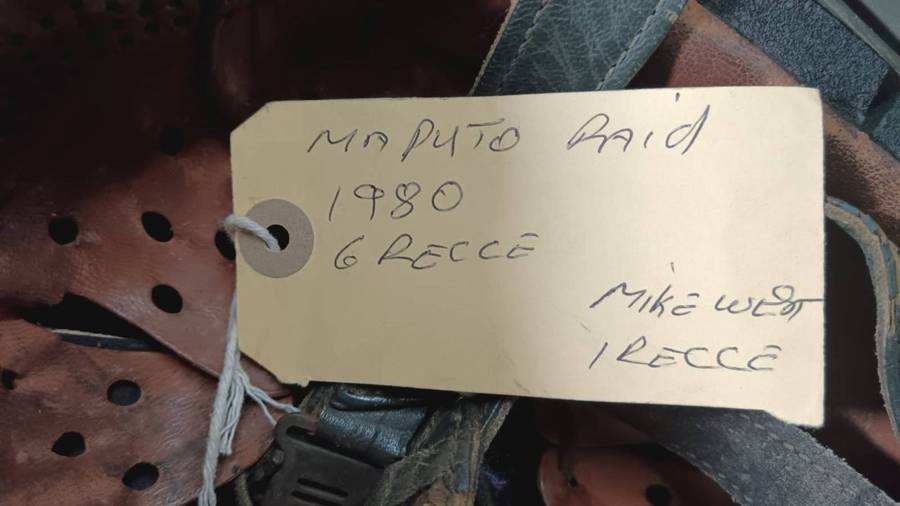 MAPUTO RAid
1980
6 RECCE
MIKE WEST
1 RECCE